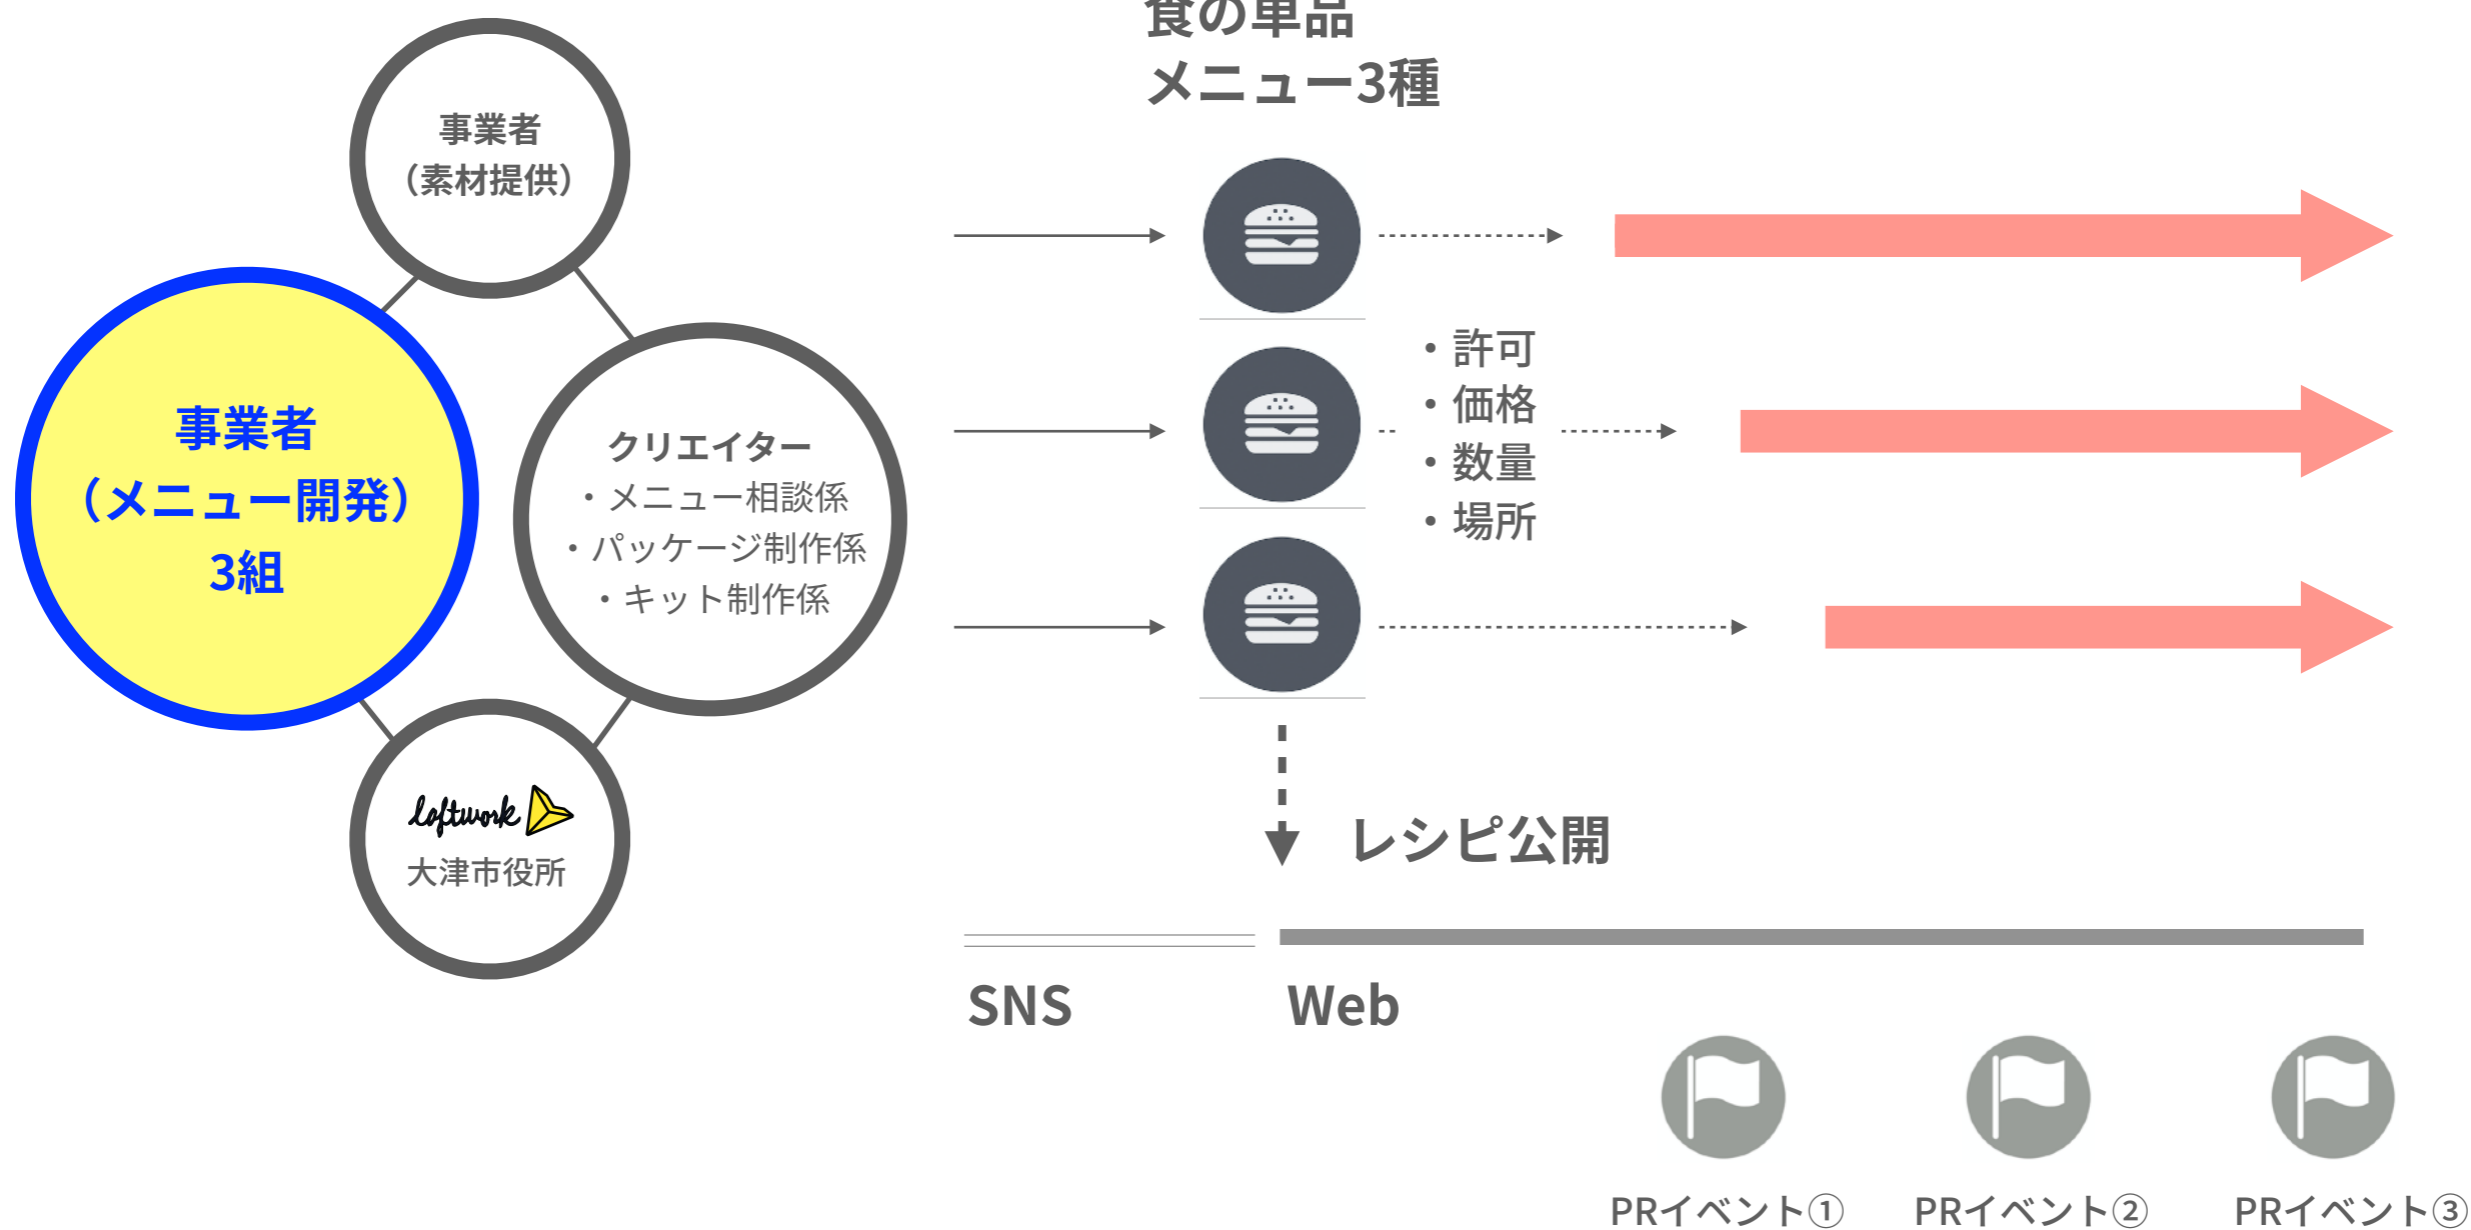 食の単品
メニュー3種
事業者
（素材提供）
事業者
（メニュー開発）
3組
クリエイター
・メニュー相談係
・パッケージ制作係
・キット制作係
loftwork
大津市役所
・許可
・価格
・数量
・場所
レシピ公開
SNS
Web
PRイベント①
PRイベント②
PRイベント③